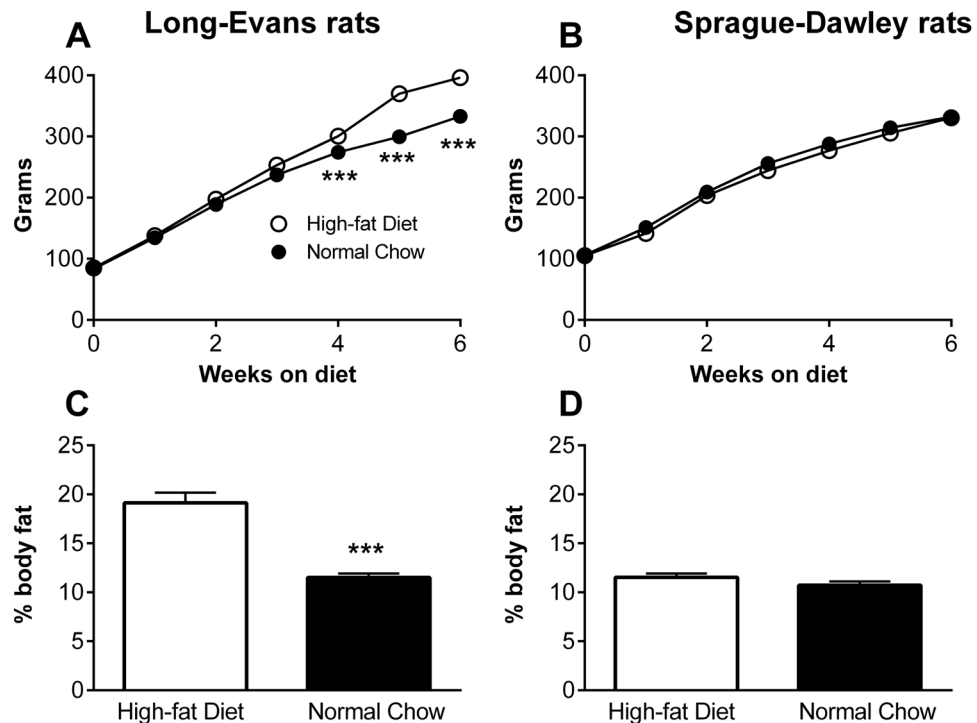 A Long-Evans rats
B Sprague-Dawley rats
400
300
200
100
0
Grams
0 2 4 6
Weeks on diet
***
***
***
High-fat Diet
Normal Chow
400
300
200
100
0
Grams
0 2 4 6
Weeks on diet
C
25
20
15
10
5
0
% body fat
***
High-fat Diet Normal Chow
D
25
20
15
10
5
0
% body fat
High-fat Diet Normal Chow